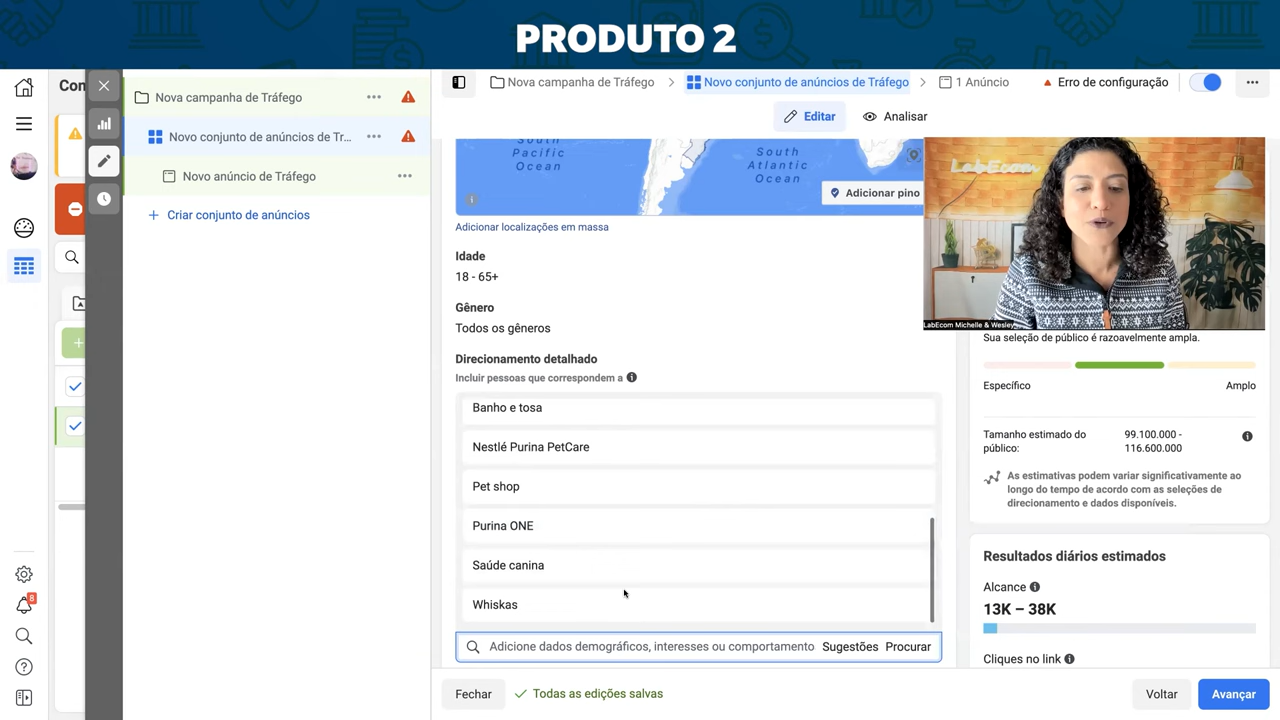 PRODUTO 2
Con
Nova campanha de Tráfego
Novo conjunto de anúncios de Tr...
Novo anúncio de Tráfego
+ Criar conjunto de anúncios
8
Nova campanha de Tráfego
Novo conjunto de anúncios de Tráfego
1 Anúncio
Erro de configuração
Editar
Analisar
South
Pacific
Ocean
South
Atlantic
Ocean
Adicionar pino
Adicionar localizações em massa
Idade
18 - 65+
Gênero
Todos os gêneros
Direcionamento detalhado
Incluir pessoas que correspondem a
Banho e tosa
Nestlé Purina PetCare
Pet shop
Purina ONE
Saúde canina
Whiskas
Adicione dados demográficos, interesses ou comportamento Sugestões Procurar
Fechar
Todas as edições salvas
Voltar
Avançar
LabEcom
LabEcom Michelle & Wesley
Sua seleção de público é razoavelmente ampla.
Específico Amplo
Tamanho estimado do público: 99.100.000 - 116.600.000
As estimativas podem variar significativamente ao
longo do tempo de acordo com as seleções de
direcionamento e dados disponíveis.
Resultados diários estimados
Alcance
13K – 38K
Cliques no link